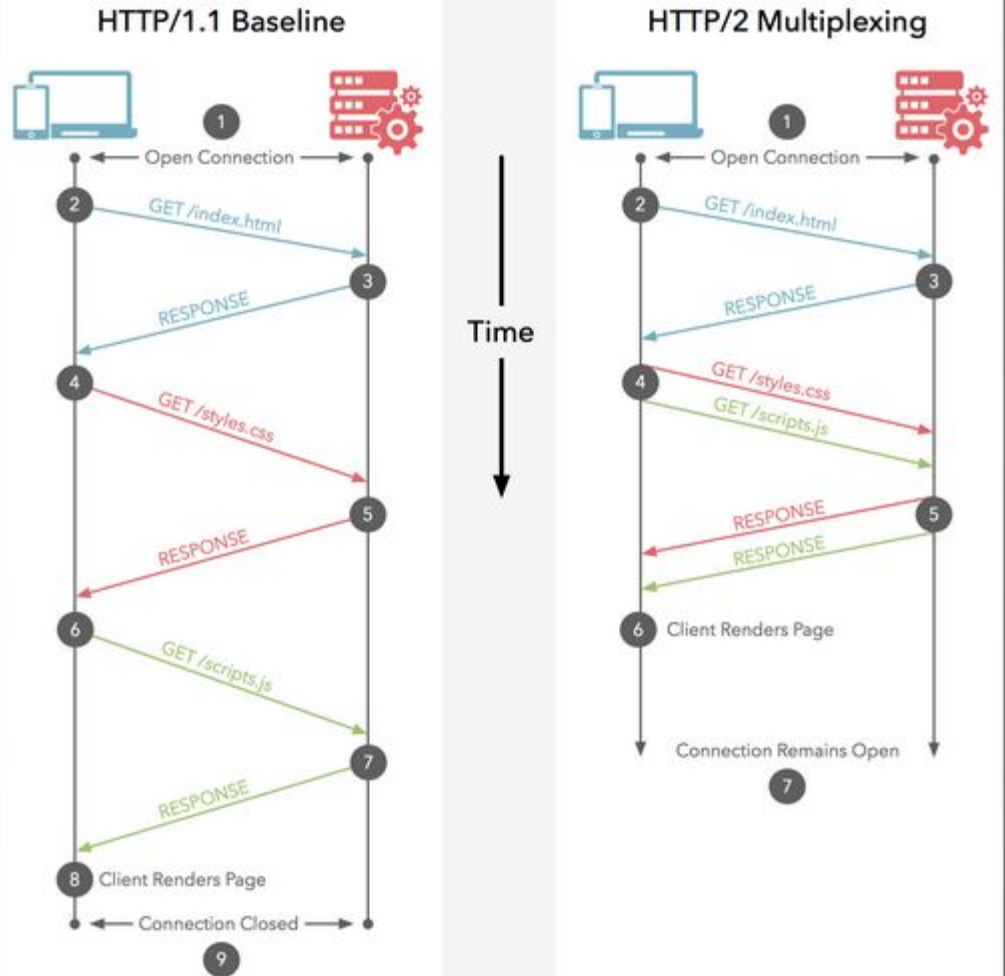 HTTP/1.1 Baseline
1
Open Connection
2
GET /index.html
3
RESPONSE
4
GET /styles.css
5
RESPONSE
6
GET /scripts.js
7
RESPONSE
8 Client Renders Page
Connection Closed
9
Time
HTTP/2 Multiplexing
1
Open Connection
2
GET /index.html
3
RESPONSE
4
GET /styles.css
GET /scripts.js
5
RESPONSE
RESPONSE
6 Client Renders Page
Connection Remains Open
7